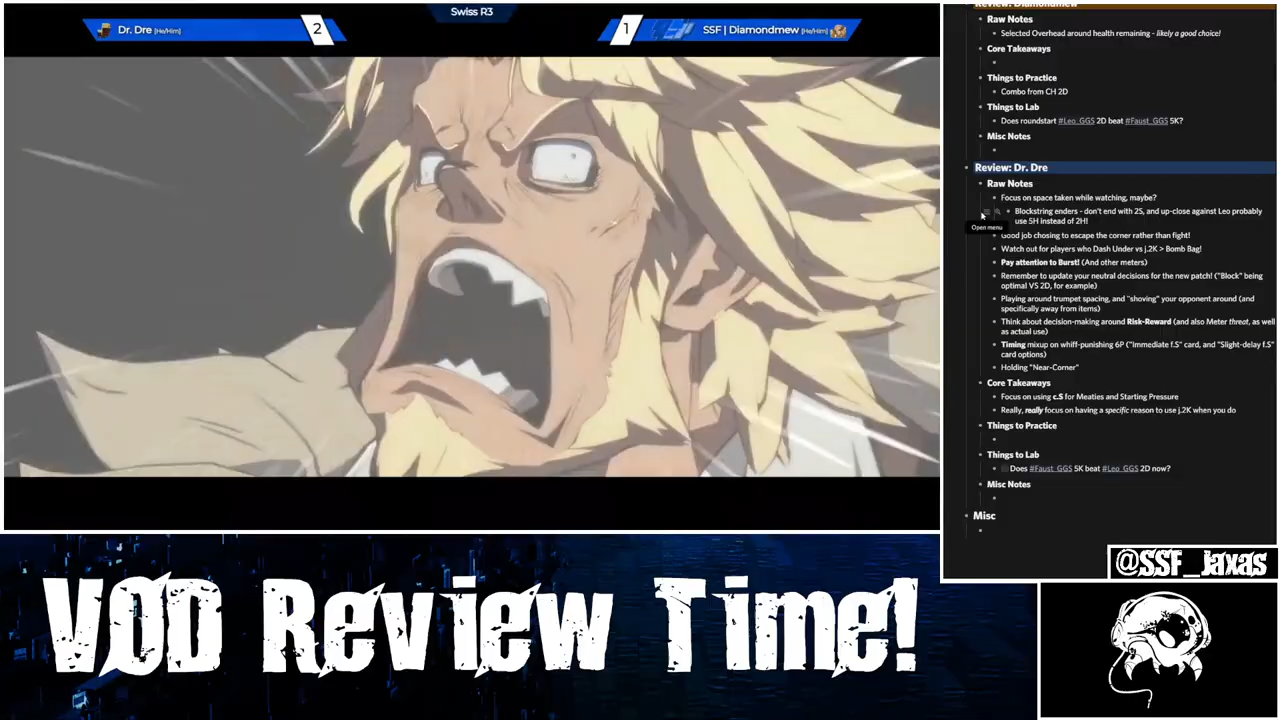 Swiss R3
Dr. Dre [He/Him]
2
1
SSF | Diamondmew [He/Him]
Review: Diamondmew
Raw Notes
Selected Overhead around health remaining - likely a good choice!
Core Takeaways
Things to Practice
Combo from CH 2D
Things to Lab
Does roundstart #Leo_GGS 2D beat #Faust_GGS 5K?
Misc Notes
Review: Dr. Dre
Raw Notes
Focus on space taken while watching, maybe?
Blockstring enders - don't end with 2S, and up-close against Leo probably
use 5H instead of 2H!
Open menu
Good job chosing to escape the corner rather than fight!
Watch out for players who Dash Under vs j.2K > Bomb Bag!
Pay attention to Burst! (And other meters)
Remember to update your neutral decisions for the new patch! ("Block" being
optimal VS 2D, for example)
Playing around trumpet spacing, and "shoving" your opponent around (and
specifically away from items)
Think about decision-making around Risk-Reward (and also Meter threat, as well
as actual use)
Timing mixup on whiff-punishing 6P ("Immediate f.S" card, and "Slight-delay f.S"
card options)
Holding "Near-Corner"
Core Takeaways
Focus on using c.S for Meaties and Starting Pressure
Really, really focus on having a specific reason to use j.2K when you do
Things to Practice
Things to Lab
Does #Faust_GGS 5K beat #Leo_GGS 2D now?
Misc Notes
Misc
@SSF_Jaxas
VOD Review Time!